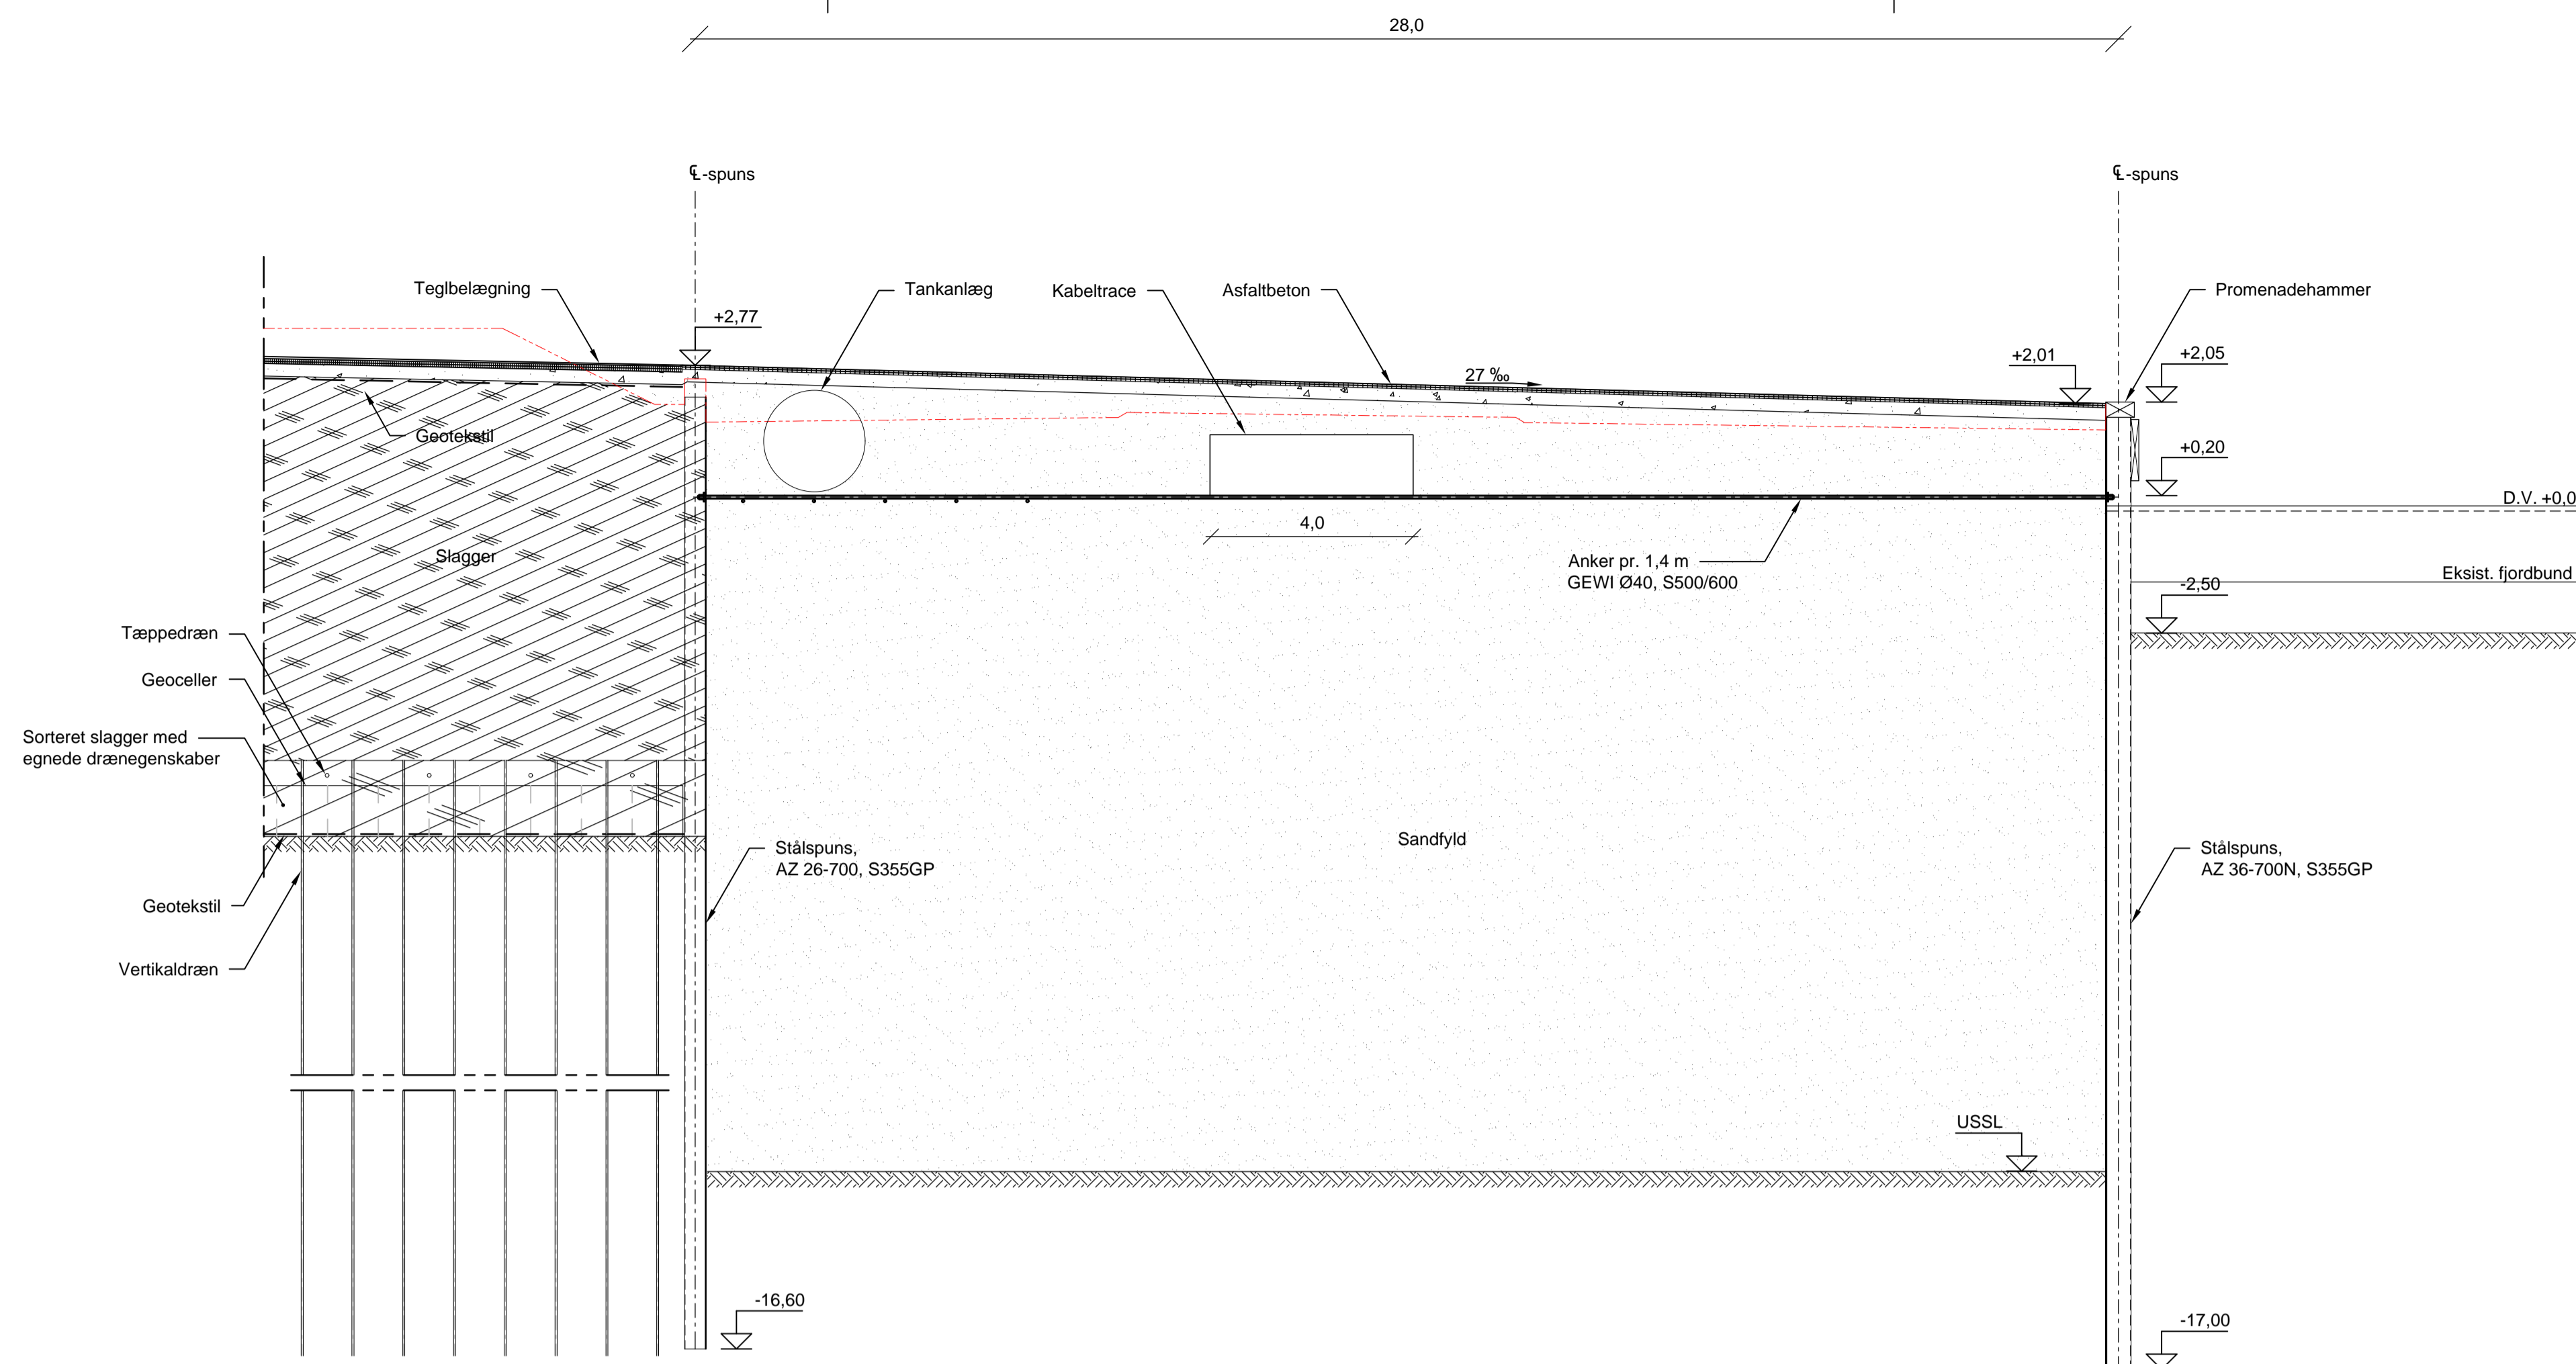 28,0
℄-spuns
℄-spuns
Teglbelægning
Tankanlæg
Kabeltrace
Asfaltbeton
Promenadehammer
+2,77
27 ‰
+2,01
+2,05
Geotekstil
+0,20
D.V. +0,0
4,0
Slagger
Anker pr. 1,4 m
GEWI Ø40, S500/600
Eksist. fjordbund
-2,50
Tæppedræn
Geoceller
Sorteret slagger med
egnede drænegenskaber
Sandfyld
Stålspuns,
AZ 26-700, S355GP
Stålspuns,
AZ 36-700N, S355GP
Geotekstil
Vertikaldræn
USSL
-16,60
-17,00